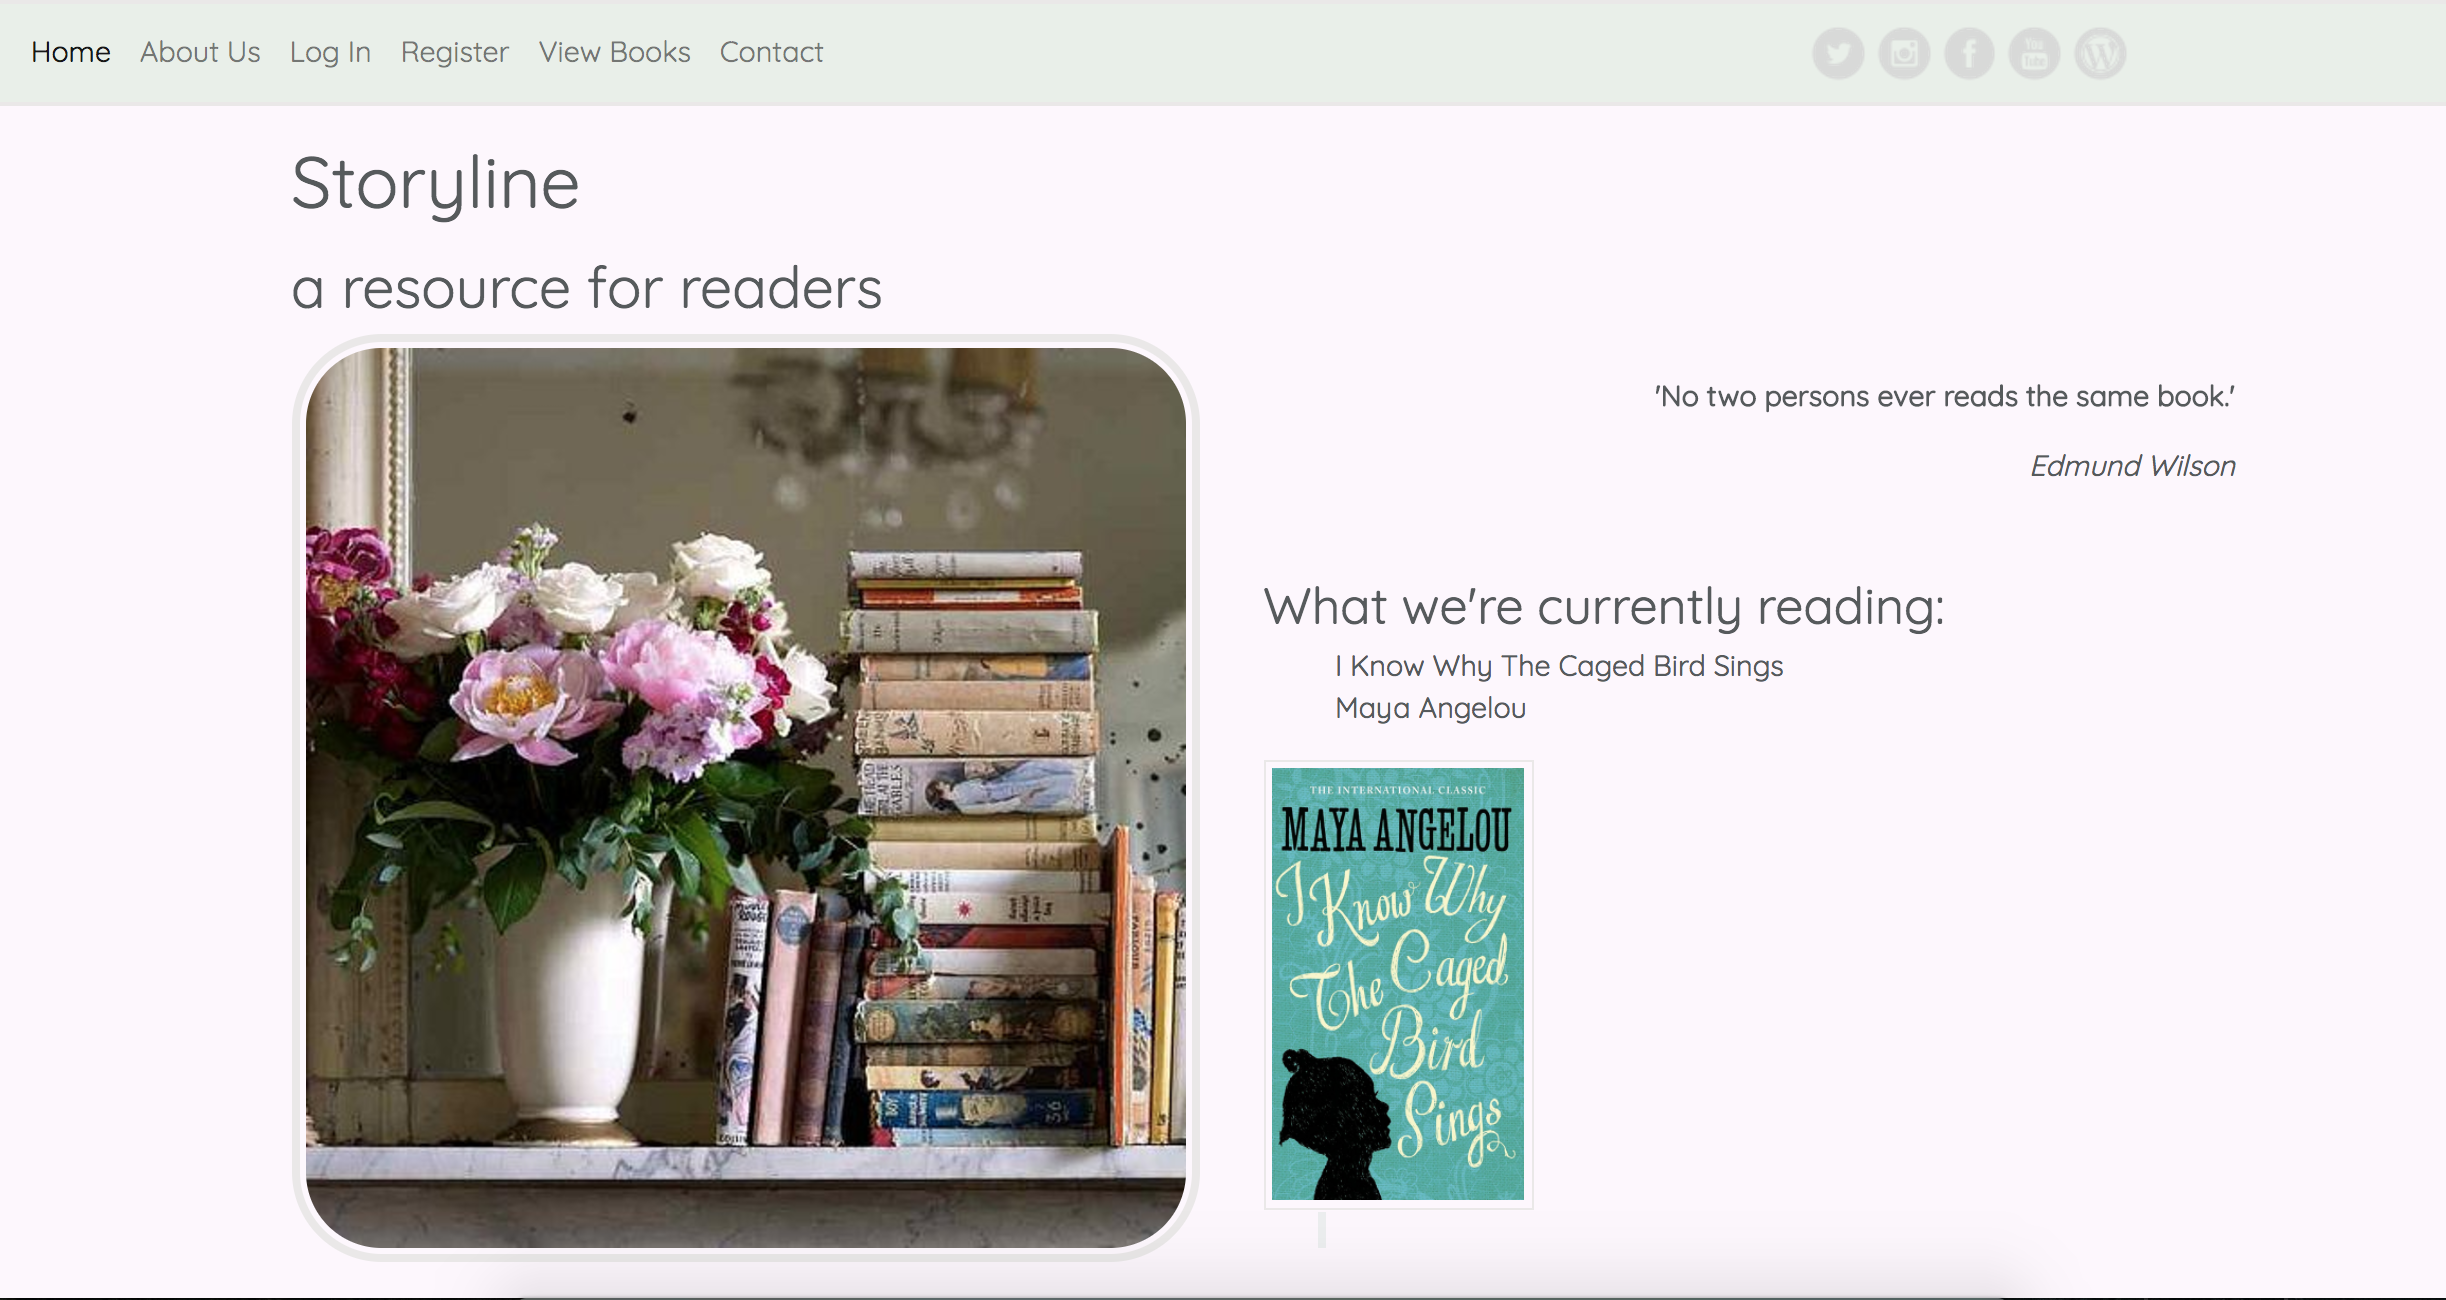 Home About Us Log In Register View Books Contact
You
Tube
Storyline
a resource for readers
'No two persons ever reads the same book.'
Edmund Wilson
What we're currently reading:
I Know Why The Caged Bird Sings
Maya Angelou
THE INTERNATIONAL CLASSIC
MAYA ANGELOU
I Know Why
The Caged
Bird
Sings